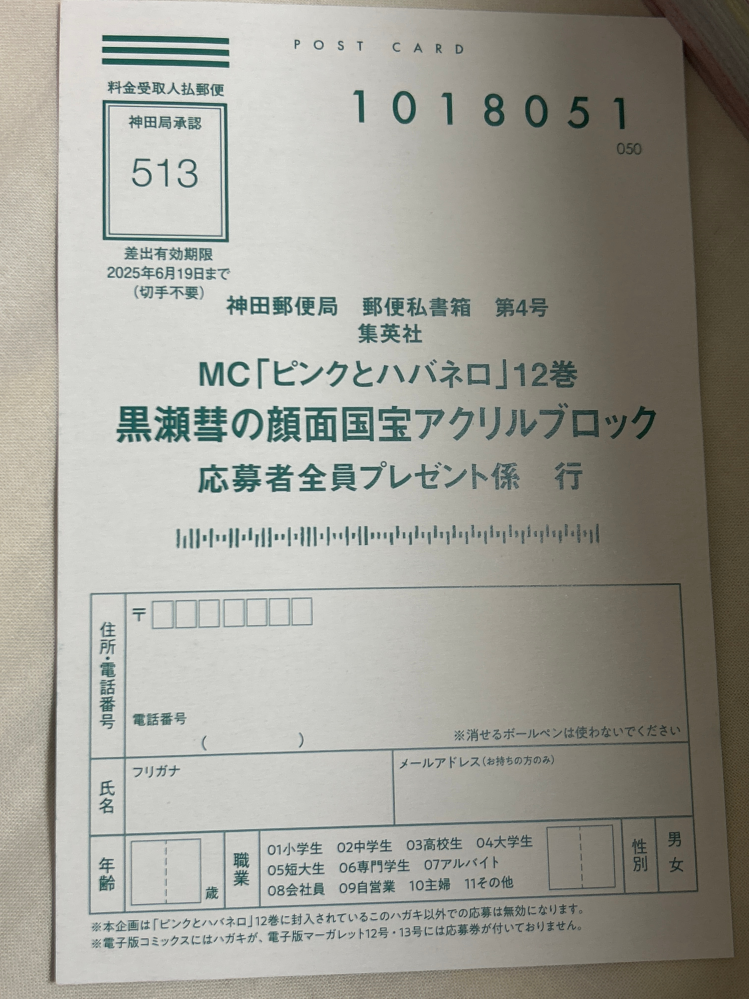 POST CARD
料金受取人払郵便
神田局承認
513
差出有効期限
2025年6月19日まで
(切手不要)
1018051
050
神田郵便局 郵便私書箱 第4号
集英社
MC「ピンクとハバネロ」12巻
黒瀬彗の顔面国宝アクリルブロック
応募者全員プレゼント係 行
住所・電話番号
〒
電話番号
( )
※消せるボールペンは使わないでください
氏名
フリガナ
メールアドレス(お持ちの方のみ)
年齢
歳
職業
01小学生 02中学生 03高校生 04大学生
05短大生 06専門学生 07アルバイト
08会社員 09自営業 10主婦 11その他
性別
男
女
※本企画は「ピンクとハバネロ」12巻に封入されているこのハガキ以外での応募は無効になります。
※電子版コミックスにはハガキが、電子版マーガレット12号・13号には応募券が付いておりません。